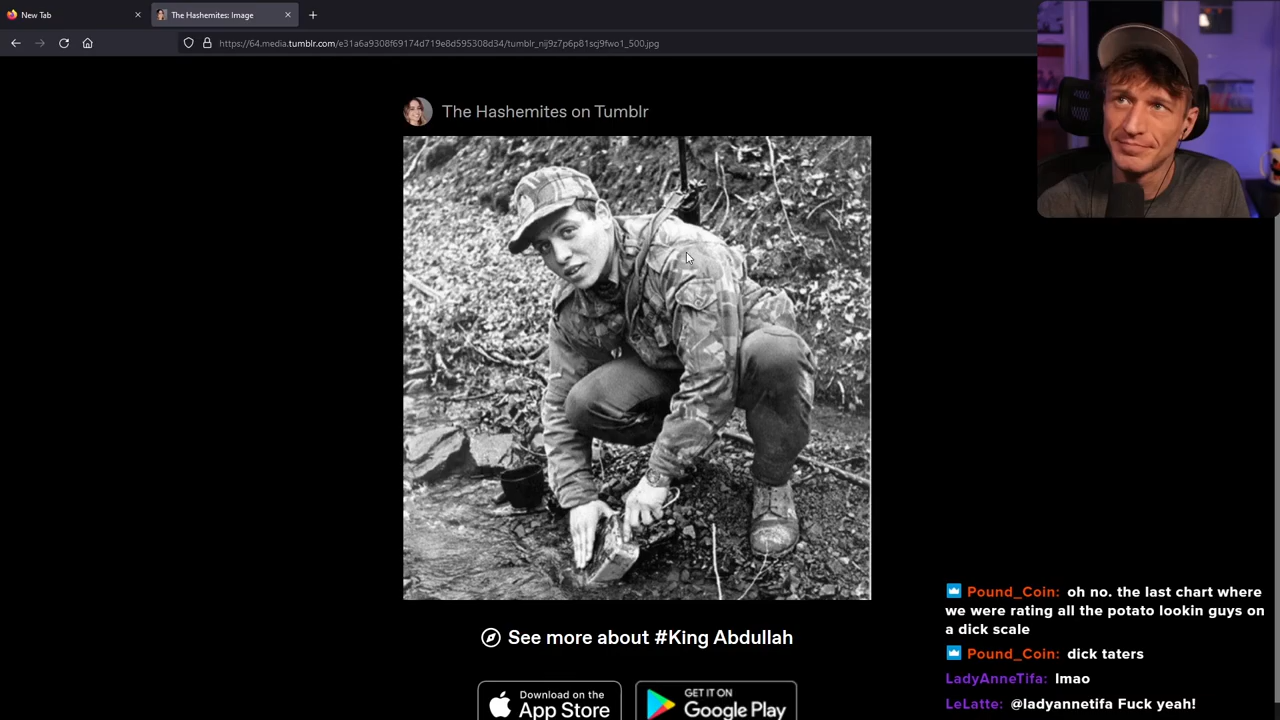 New Tab
The Hashemites: Image
https://64.media.tumblr.com/e31a6a9308f69174d719e8d595308d34/tumblr_nij9z7p6p81scj9fwo1_500.jpg
The Hashemites on Tumblr
See more about #King Abdullah
Download on the
App Store
GET IT ON
Google Play
Pound_Coin: oh no. the last chart where
we were rating all the potato lookin guys on
a dick scale
Pound_Coin: dick taters
LadyAnneTifa: lmao
LeLatte: @ladyannetifa Fuck yeah!